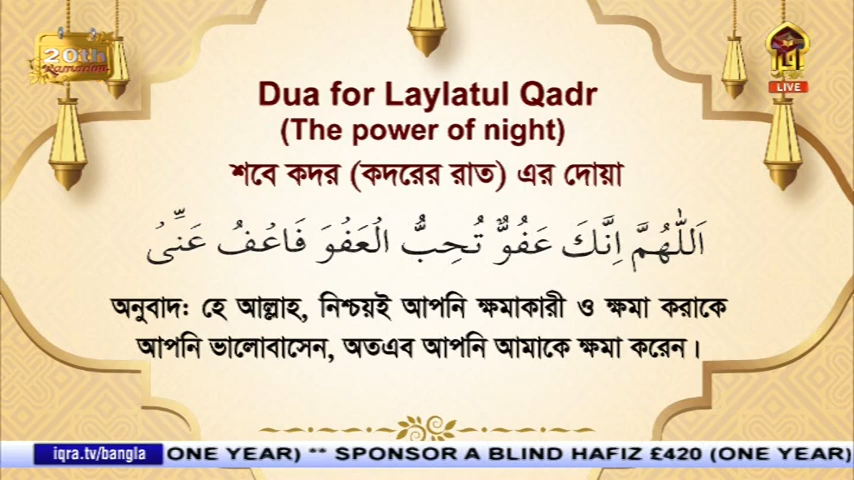 20th
Ramadan
LIVE
Dua for Laylatul Qadr
(The power of night)
শবে কদর (কদরের রাত) এর দোয়া
اَللّٰهُمَّ اِنَّكَ عَفُوٌّ تُحِبُّ الْعَفْوَ فَاعْفُ عَنِّىْ
অনুবাদ: হে আল্লাহ, নিশ্চয়ই আপনি ক্ষমাকারী ও ক্ষমা করাকে
আপনি ভালোবাসেন, অতএব আপনি আমাকে ক্ষমা করেন।
iqra.tv/bangla ONE YEAR) ** SPONSOR A BLIND HAFIZ £420 (ONE YEAR)